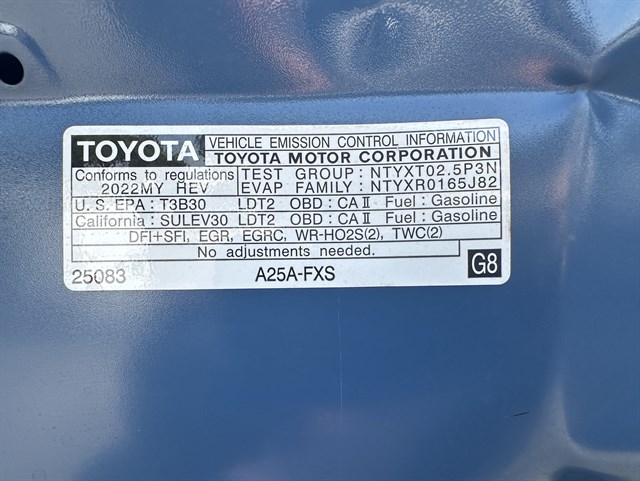 TOYOTA VEHICLE EMISSION CONTROL INFORMATION
TOYOTA MOTOR CORPORATION
Conforms to regulations TEST GROUP : NTYXT02.5P3N
2022MY HEV EVAP FAMILY : NTYXR0165J82
U. S. EPA : T3B30 LDT2 OBD : CA II Fuel : Gasoline
California : SULEV30 LDT2 OBD : CA II Fuel : Gasoline
DFI+SFI, EGR, EGRC, WR-HO2S(2), TWC(2)
No adjustments needed.
25083 A25A-FXS G8